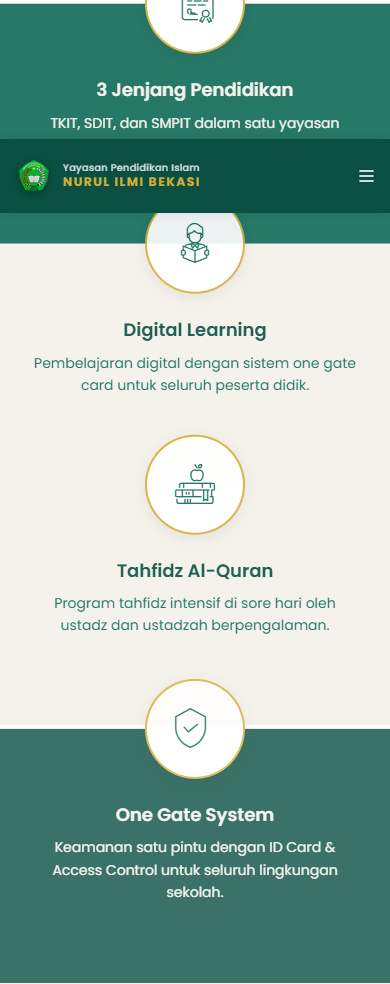 3 Jenjang Pendidikan
TKIT, SDIT, dan SMPIT dalam satu yayasan
Yayasan Pendidikan Islam
NURUL ILMI BEKASI
Digital Learning
Pembelajaran digital dengan sistem one gate
card untuk seluruh peserta didik.
Tahfidz Al-Quran
Program tahfidz intensif di sore hari oleh
ustadz dan ustadzah berpengalaman.
One Gate System
Keamanan satu pintu dengan ID Card &
Access Control untuk seluruh lingkungan
sekolah.